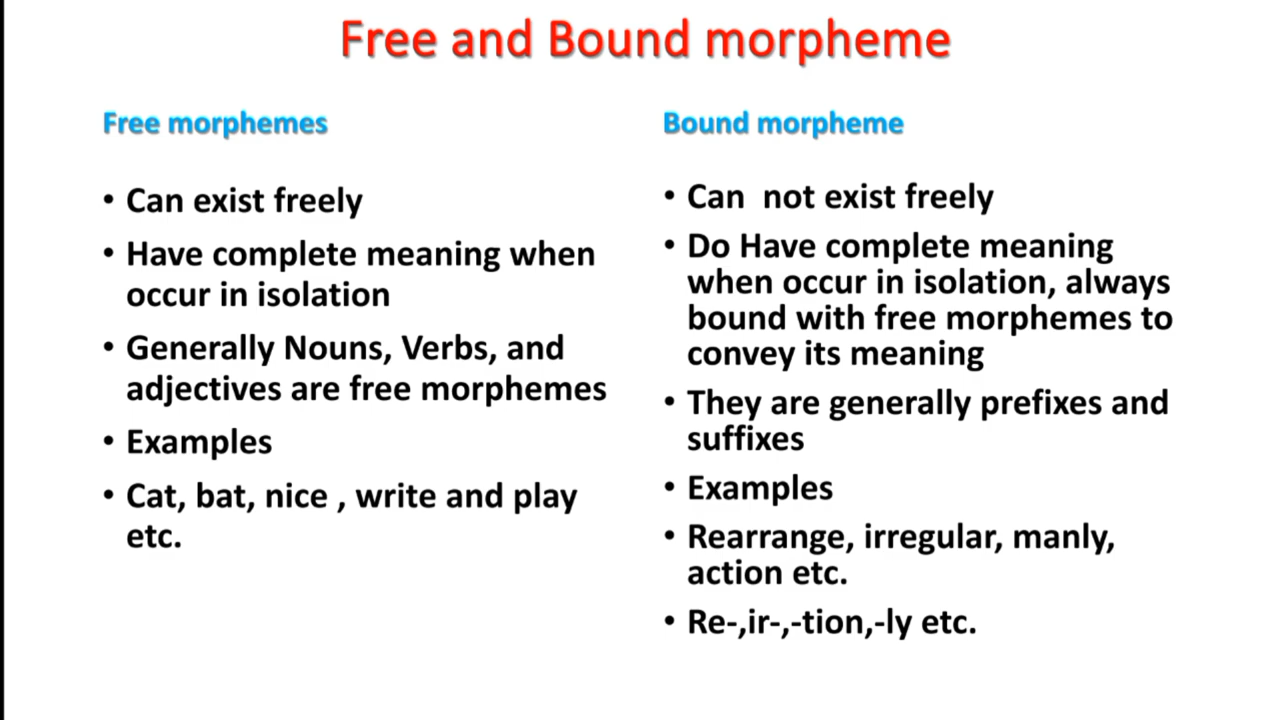 Free and Bound morpheme
Free morphemes
• Can exist freely
• Have complete meaning when
occur in isolation
• Generally Nouns, Verbs, and
adjectives are free morphemes
• Examples
• Cat, bat, nice , write and play
etc.
Bound morpheme
• Can  not exist freely
• Do Have complete meaning
when occur in isolation, always
bound with free morphemes to
convey its meaning
• They are generally prefixes and
suffixes
• Examples
• Rearrange, irregular, manly,
action etc.
• Re-,ir-,-tion,-ly etc.